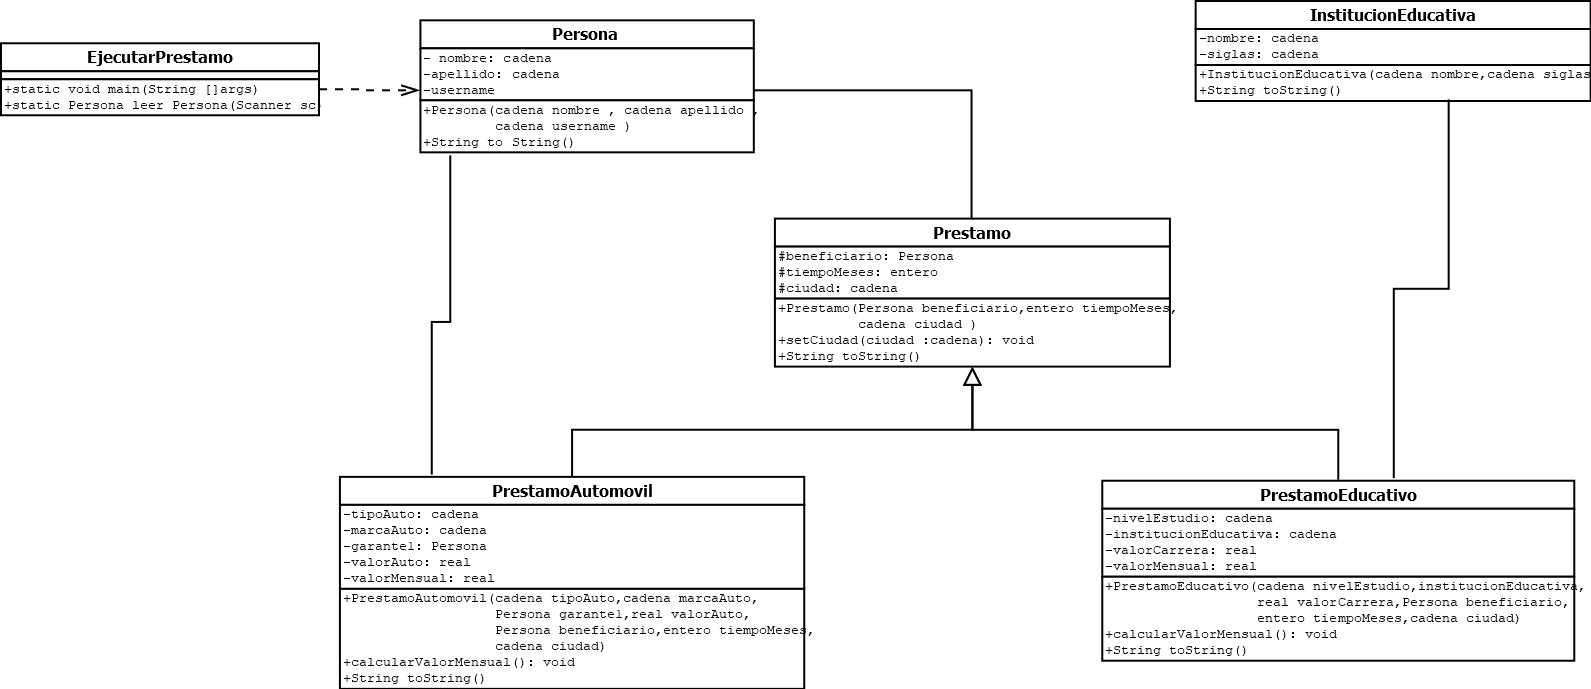 EjecutarPrestamo
+static void main(String []args)
+static Persona leer Persona(Scanner sc)
Persona
- nombre: cadena
-apellido: cadena
-username
+Persona(cadena nombre , cadena apellido ,
cadena username )
+String to String()
InstitucionEducativa
-nombre: cadena
-siglas: cadena
+InstitucionEducativa(cadena nombre,cadena siglas
+String toString()
Prestamo
#beneficiario: Persona
#tiempoMeses: entero
#ciudad: cadena
+Prestamo(Persona beneficiario,entero tiempoMeses,
cadena ciudad )
+setCiudad(ciudad :cadena): void
+String toString()
PrestamoAutomovil
-tipoAuto: cadena
-marcaAuto: cadena
-garante1: Persona
-valorAuto: real
-valorMensual: real
+PrestamoAutomovil(cadena tipoAuto,cadena marcaAuto,
Persona garante1,real valorAuto,
Persona beneficiario,entero tiempoMeses,
cadena ciudad)
+calcularValorMensual(): void
+String toString()
PrestamoEducativo
-nivelEstudio: cadena
-institucionEducativa: cadena
-valorCarrera: real
-valorMensual: real
+PrestamoEducativo(cadena nivelEstudio,institucionEducativa,
real valorCarrera,Persona beneficiario,
entero tiempoMeses,cadena ciudad)
+calcularValorMensual(): void
+String toString()